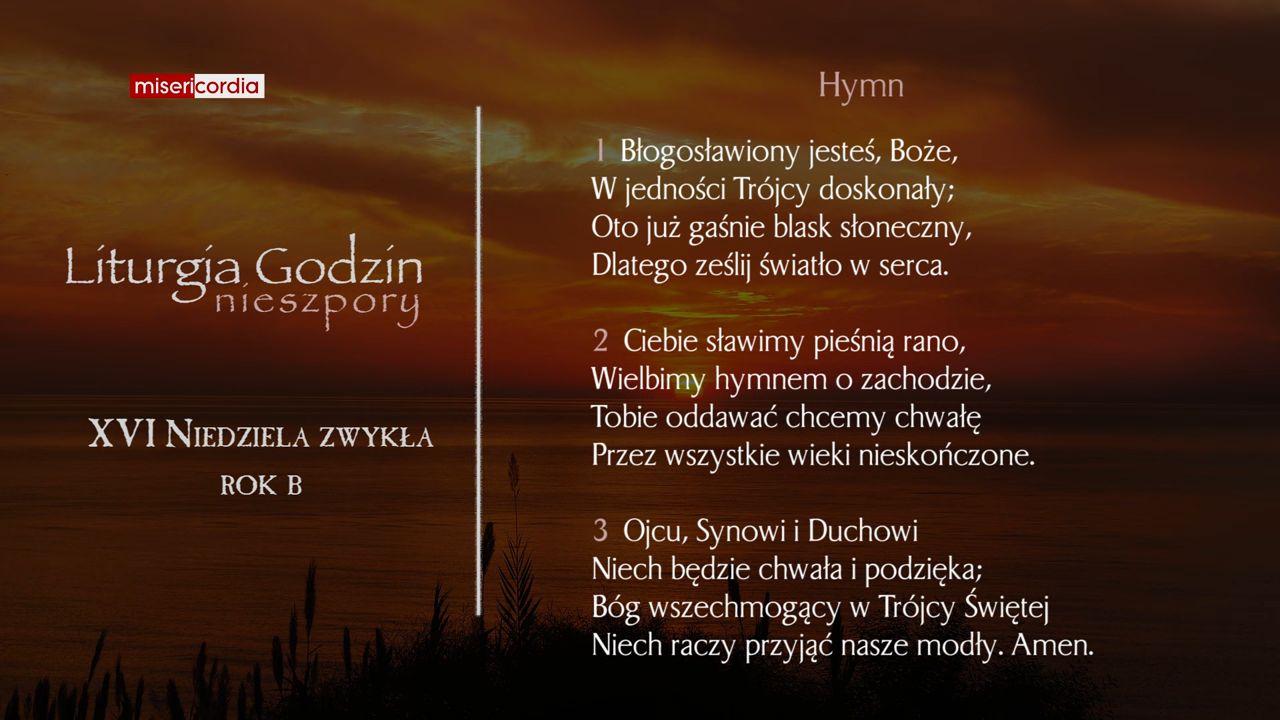 misericordia
Liturgia Godzin
nieszpory
XVI Niedziela zwykła
rok B
Hymn
1 Błogosławiony jesteś, Boże,
W jedności Trójcy doskonały;
Oto już gaśnie blask słoneczny,
Dlatego ześlij światło w serca.
2 Ciebie sławimy pieśnią rano,
Wielbimy hymnem o zachodzie,
Tobie oddawać chcemy chwałę
Przez wszystkie wieki nieskończone.
3 Ojcu, Synowi i Duchowi
Niech będzie chwała i podzięka;
Bóg wszechmogący w Trójcy Świętej
Niech raczy przyjąć nasze modły. Amen.